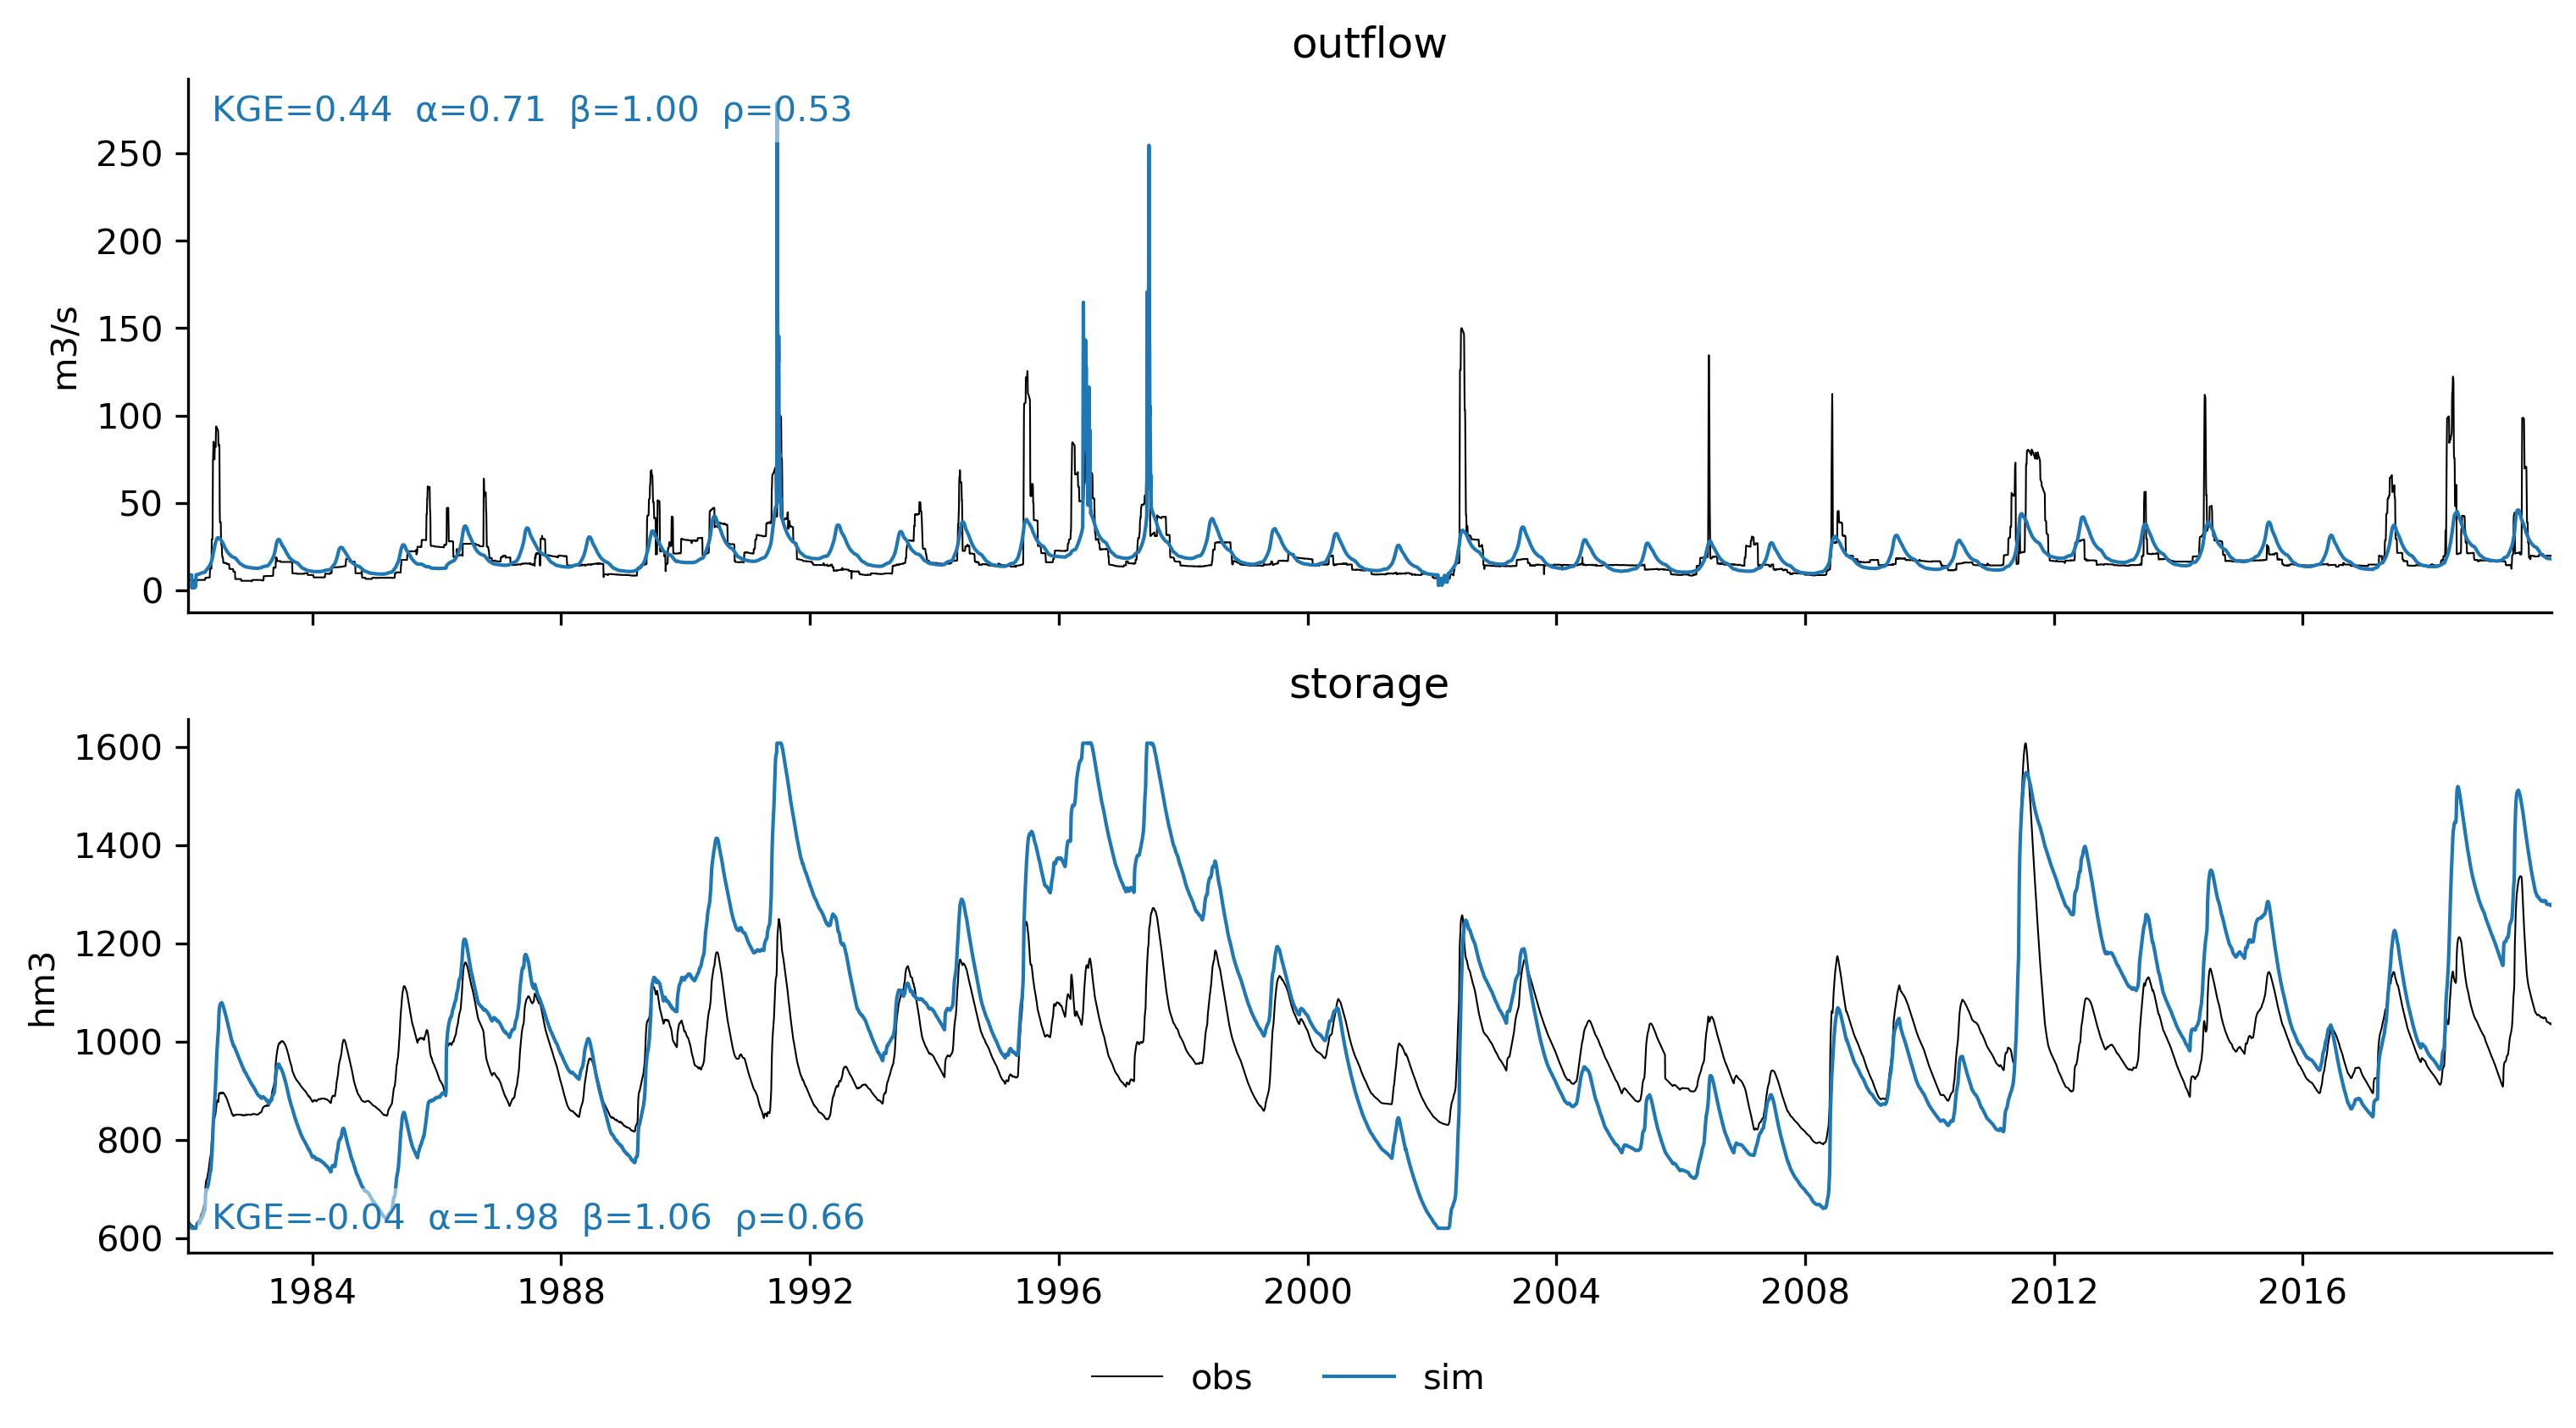 outflow
KGE=0.44 α=0.71 β=1.00 ρ=0.53
250
200
150
100
50
0
m3/s
storage
1600
1400
1200
1000
800
600
hm3
KGE=-0.04 α=1.98 β=1.06 ρ=0.66
1984 1988 1992 1996 2000 2004 2008 2012 2016
obs sim